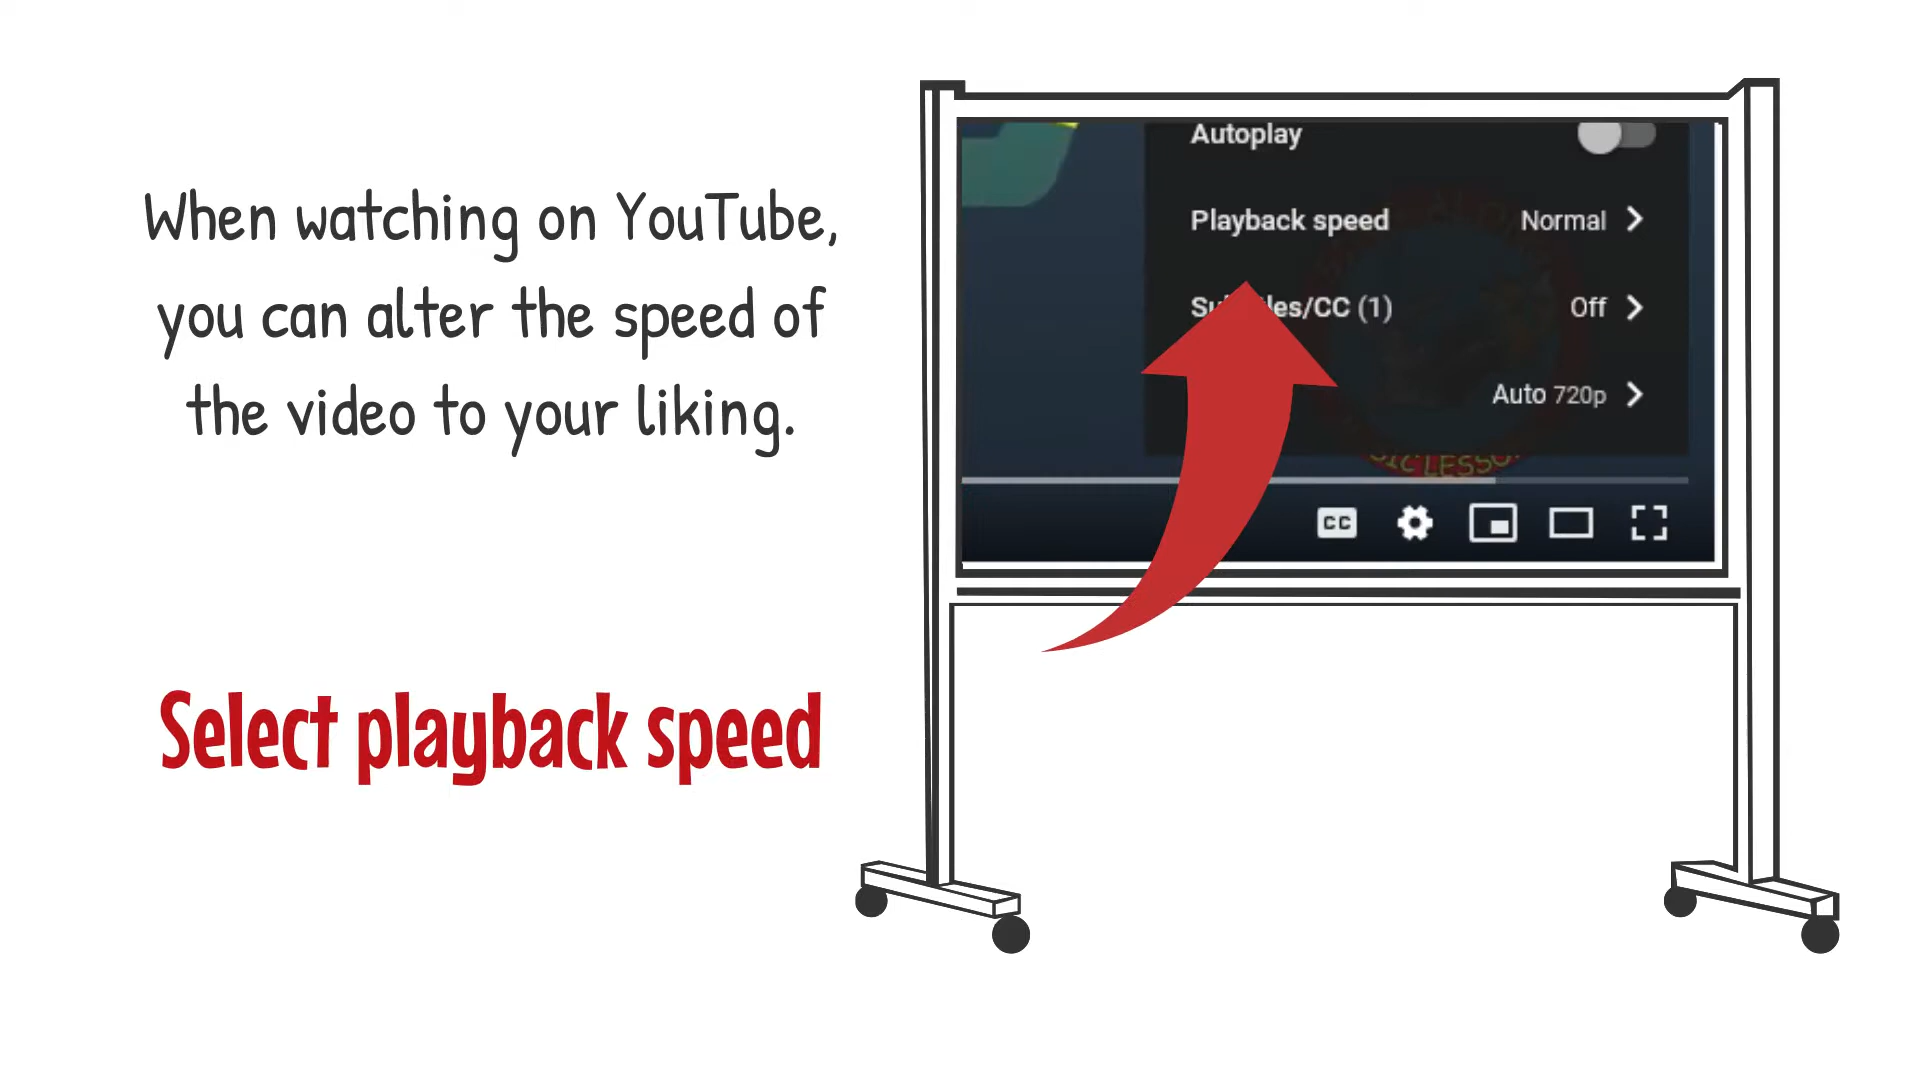 When watching on YouTube,
you can alter the speed of
the video to your liking.
Select playback speed
Autoplay
Playback speed Normal
(1) Off
Auto 720p
CC